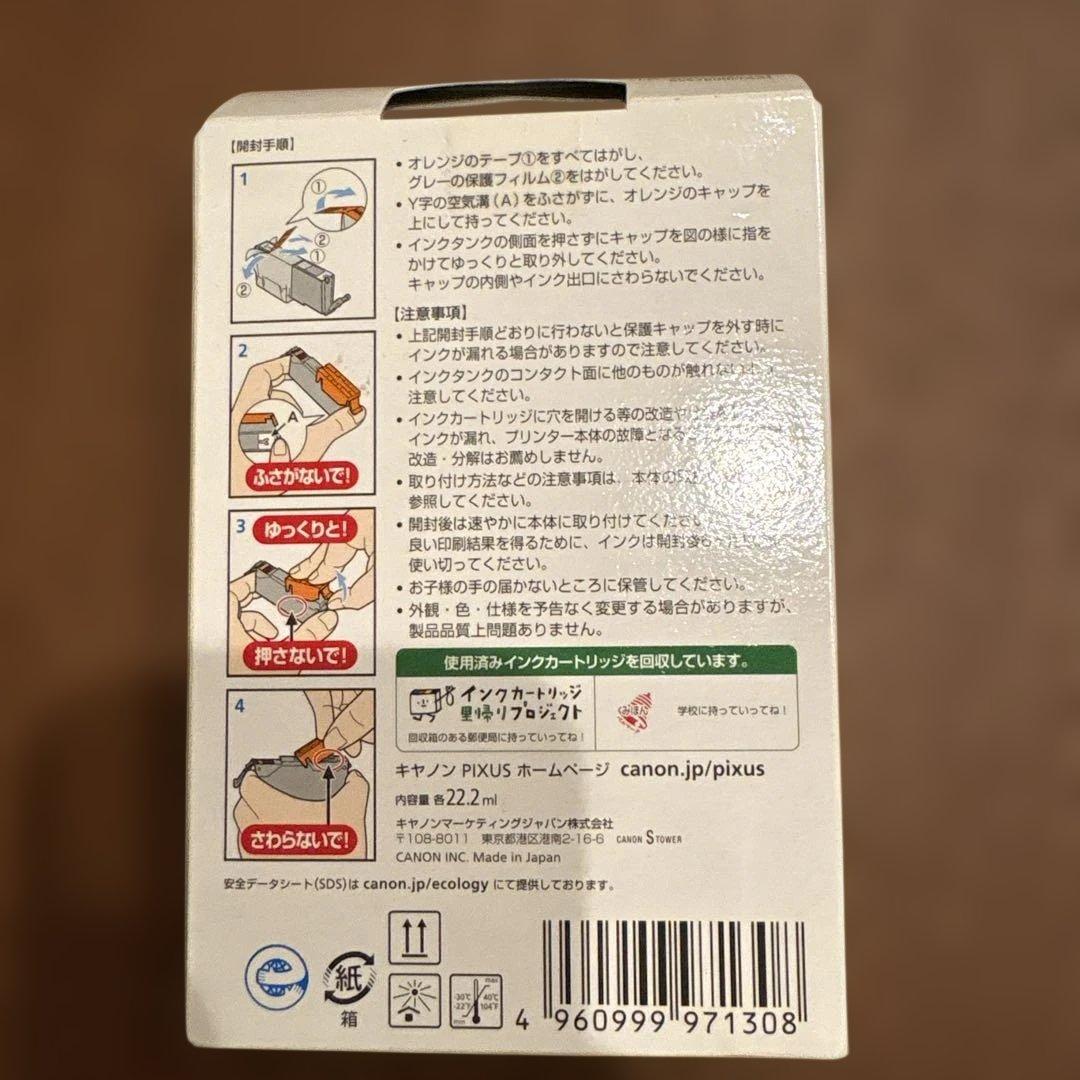 【開封手順】
1
①
②
①
②
2
A
ふさがないで!
3
ゆっくりと!
押さないで!
4
さわらないで!
• オレンジのテープ①をすべてはがし、
グレーの保護フィルム②をはがしてください。
• Y字の空気溝(A)をふさがずに、オレンジのキャップを
上にして持ってください。
• インクタンクの側面を押さずにキャップを図の様に指を
かけてゆっくりと取り外してください。
キャップの内側やインク出口にさわらないでください。
【注意事項】
• 上記開封手順どおりに行わないと保護キャップを外す時に
インクが漏れる場合がありますので注意してください。
• インクタンクのコンタクト面に他のものが触れない
注意してください。
• インクカートリッジに穴を開ける等の改造や
インクが漏れ、プリンター本体の故障となる
改造・分解はお薦めしません。
• 取り付け方法などの注意事項は、本体の
参照してください。
• 開封後は速やかに本体に取り付けてください
良い印刷結果を得るために、インクは開封後6
使い切ってください。
• お子様の手の届かないところに保管してください。
• 外観・色・仕様を予告なく変更する場合がありますが、
製品品質上問題ありません。
使用済みインクカートリッジを回収しています。
インクカートリッジ
里帰りプロジェクト
回収箱のある郵便局に持っていってね!
くみほん
学校に持っていってね!
キヤノン PIXUS ホームページ canon.jp/pixus
内容量 各22.2ml
キヤノンマーケティングジャパン株式会社
〒108-8011 東京都港区港南2-16-6 CANON S TOWER
CANON INC. Made in Japan
安全データシート(SDS)は canon.jp/ecology にて提供しております。
紙
箱
max
-30℃ 40℃
-22°F 104°F
min
4 960999 971308